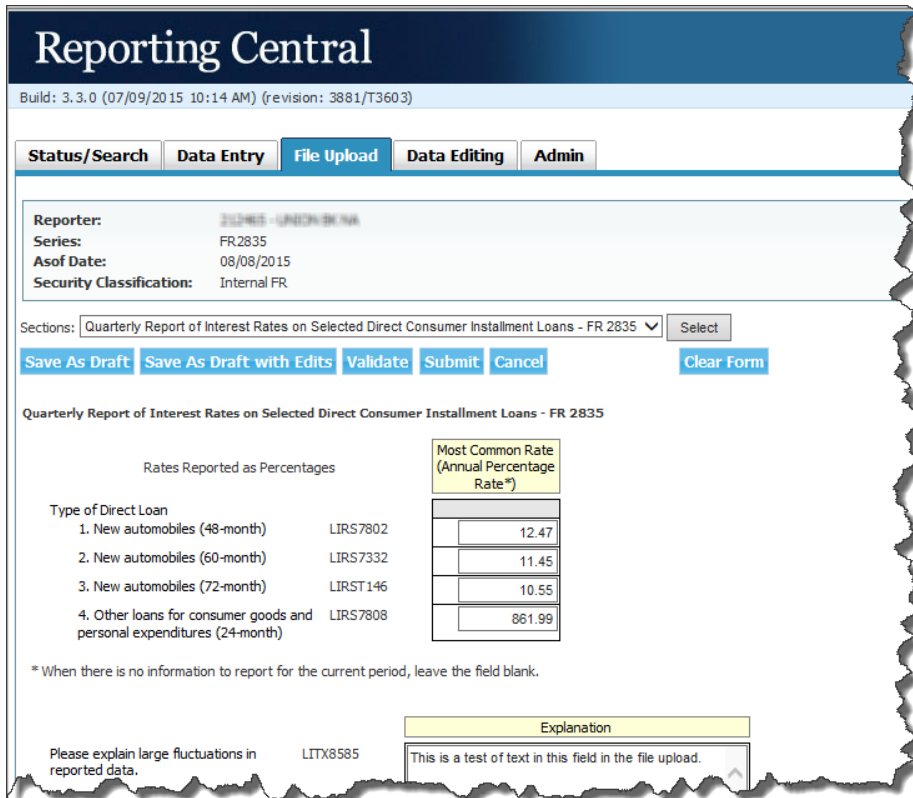 Reporting Central
Build: 3.3.0 (07/09/2015 10:14 AM) (revision: 3881/T3603)
Status/Search Data Entry File Upload Data Editing Admin
Reporter:
Series: FR2835
Asof Date: 08/08/2015
Security Classification: Internal FR
Sections: Quarterly Report of Interest Rates on Selected Direct Consumer Installment Loans - FR 2835 Select
Save As Draft Save As Draft with Edits Validate Submit Cancel Clear Form
Quarterly Report of Interest Rates on Selected Direct Consumer Installment Loans - FR 2835
Rates Reported as Percentages
Most Common Rate
(Annual Percentage
Rate*)
Type of Direct Loan
1. New automobiles (48-month) LIRS7802 12.47
2. New automobiles (60-month) LIRS7332 11.45
3. New automobiles (72-month) LIRST146 10.55
4. Other loans for consumer goods and LIRS7808 861.99
personal expenditures (24-month)
* When there is no information to report for the current period, leave the field blank.
Explanation
Please explain large fluctuations in LITX8585 This is a test of text in this field in the file upload.
reported data.